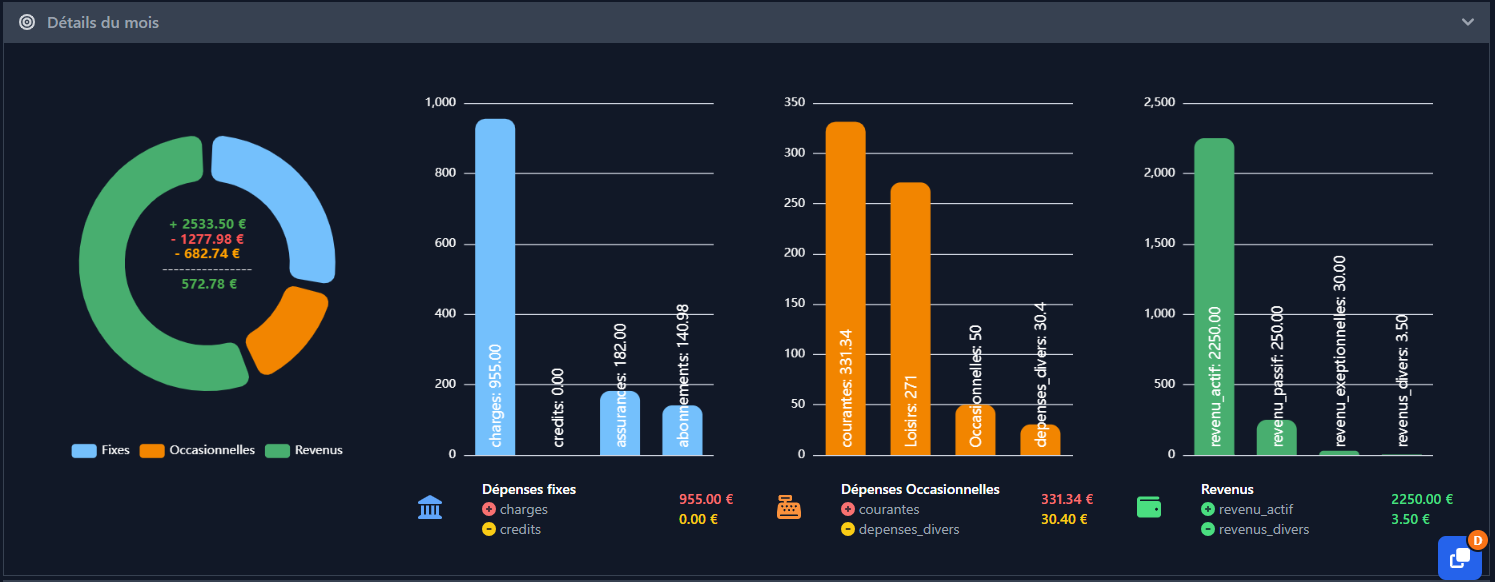 Détails du mois
+ 2533.50 €
- 1277.98 €
- 682.74 €
----------------
572.78 €
Fixes
Occasionnelles
Revenus
1,000
800
600
400
200
0
charges: 955.00
credits: 0.00
assurances: 182.00
abonnements: 140.98
Dépenses fixes
charges
credits
955.00 €
0.00 €
350
300
250
200
150
100
50
0
courantes: 331.34
Loisirs: 271
Occasionnelles: 50
depenses_divers: 30.4
Dépenses Occasionnelles
courantes
depenses_divers
331.34 €
30.40 €
2,500
2,000
1,500
1,000
500
0
revenu_actif: 2250.00
revenu_passif: 250.00
revenu_exeptionnelles: 30.00
revenus_divers: 3.50
Revenus
revenu_actif
revenus_divers
2250.00 €
3.50 €
D